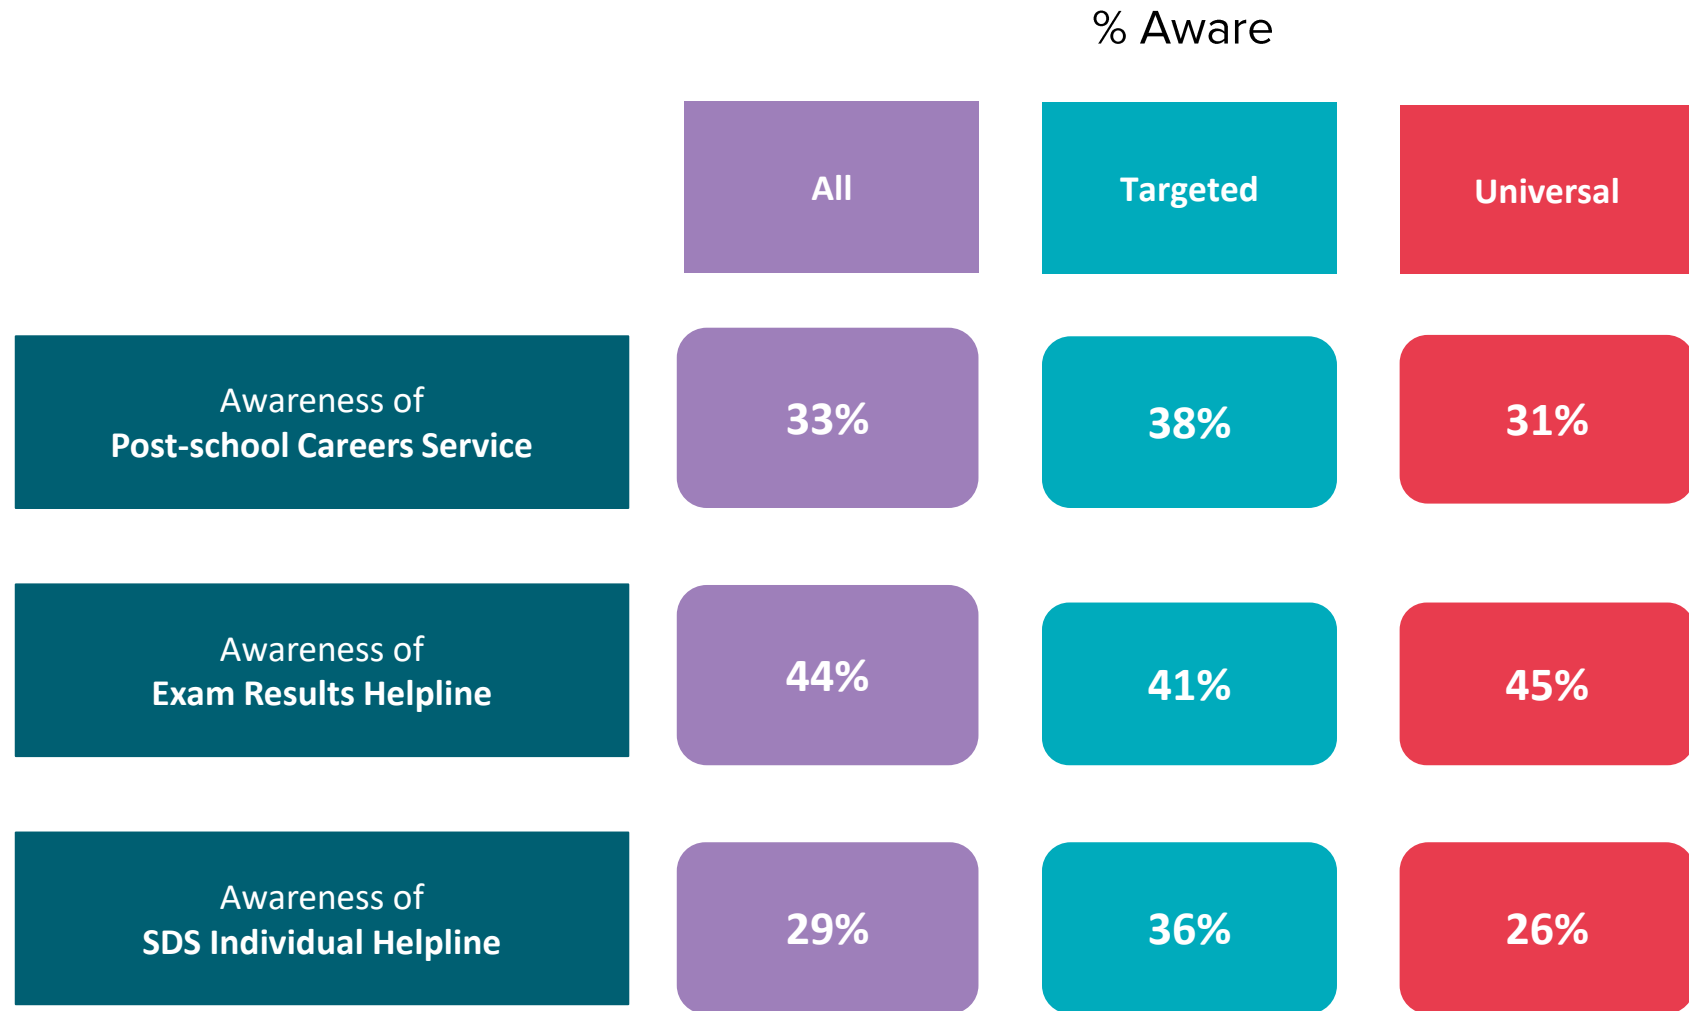 % Aware
All
Targeted
Universal
Awareness of
Post-school Careers Service
33%
38%
31%
Awareness of
Exam Results Helpline
44%
41%
45%
Awareness of
SDS Individual Helpline
29%
36%
26%